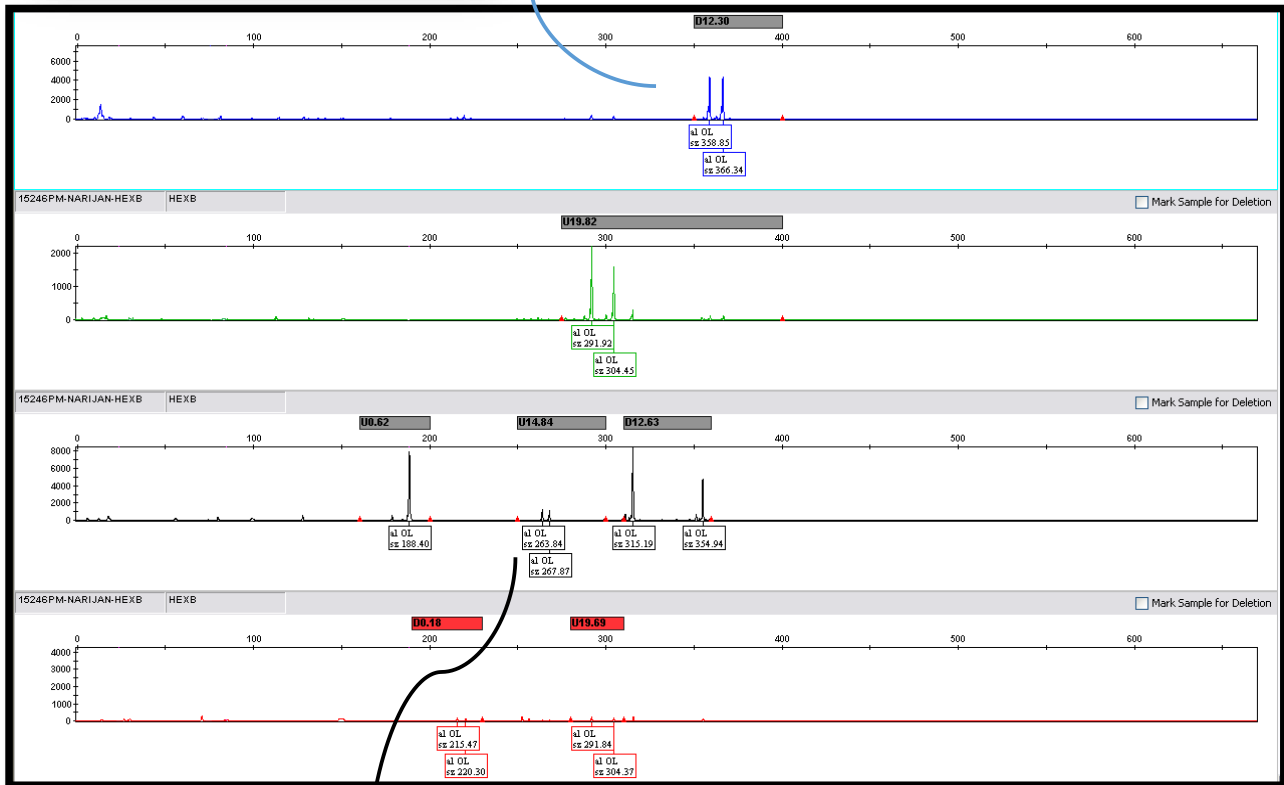 D12.30
0 100 200 300 400 500 600
6000
4000
2000
0
al OL
sz 358.85
al OL
sz 366.34
15246PM-NARIJAN-HEXB HEXB Mark Sample for Deletion
U19.82
0 100 200 300 400 500 600
2000
1000
0
al OL
sz 291.92
al OL
sz 304.45
15246PM-NARIJAN-HEXB HEXB Mark Sample for Deletion
U0.62 U14.84 D12.63
0 100 200 300 400 500 600
8000
6000
4000
2000
0
al OL al OL al OL al OL
sz 188.40 sz 263.84 sz 315.19 sz 354.94
al OL
sz 267.87
15246PM-NARIJAN-HEXB HEXB Mark Sample for Deletion
D0.18 U19.69
0 100 200 300 400 500 600
4000
3000
2000
1000
0
al OL al OL
sz 215.47 sz 291.84
al OL al OL
sz 220.30 sz 304.37